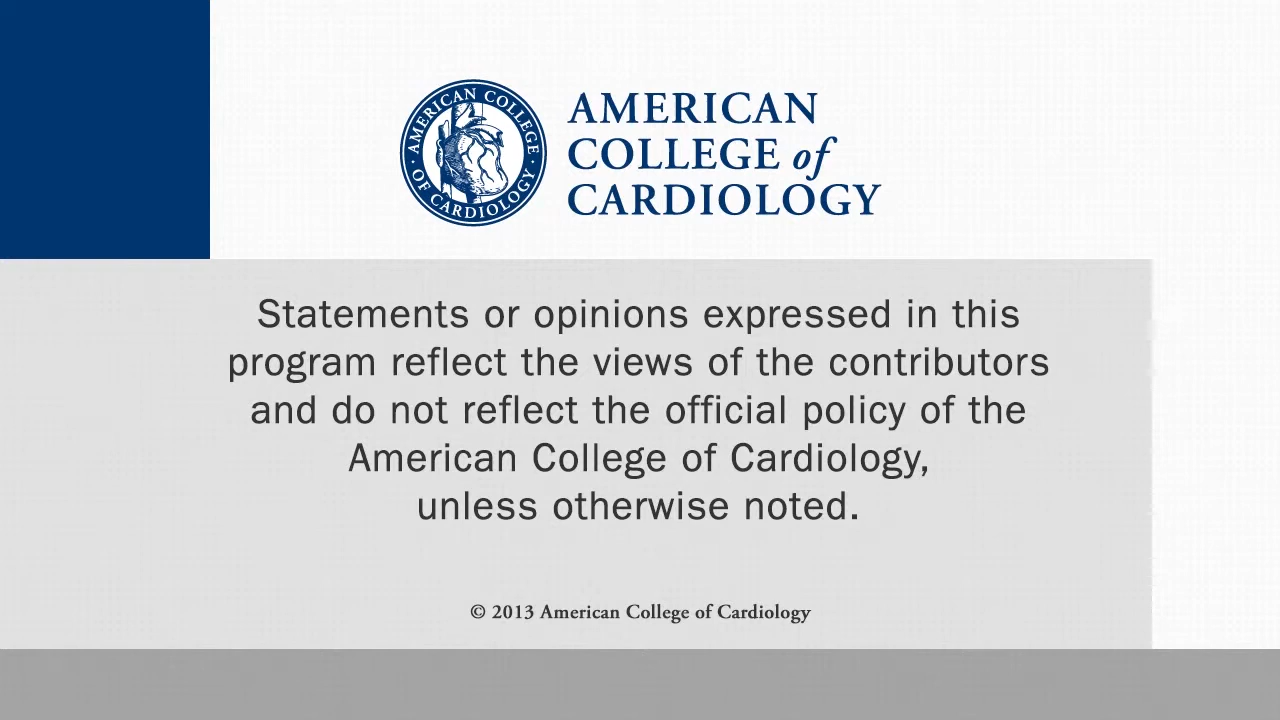 AMERICAN COLLEGE
· OF CARDIOLOGY ·
AMERICAN
COLLEGE of
CARDIOLOGY
Statements or opinions expressed in this
program reflect the views of the contributors
and do not reflect the official policy of the
American College of Cardiology,
unless otherwise noted.
© 2013 American College of Cardiology